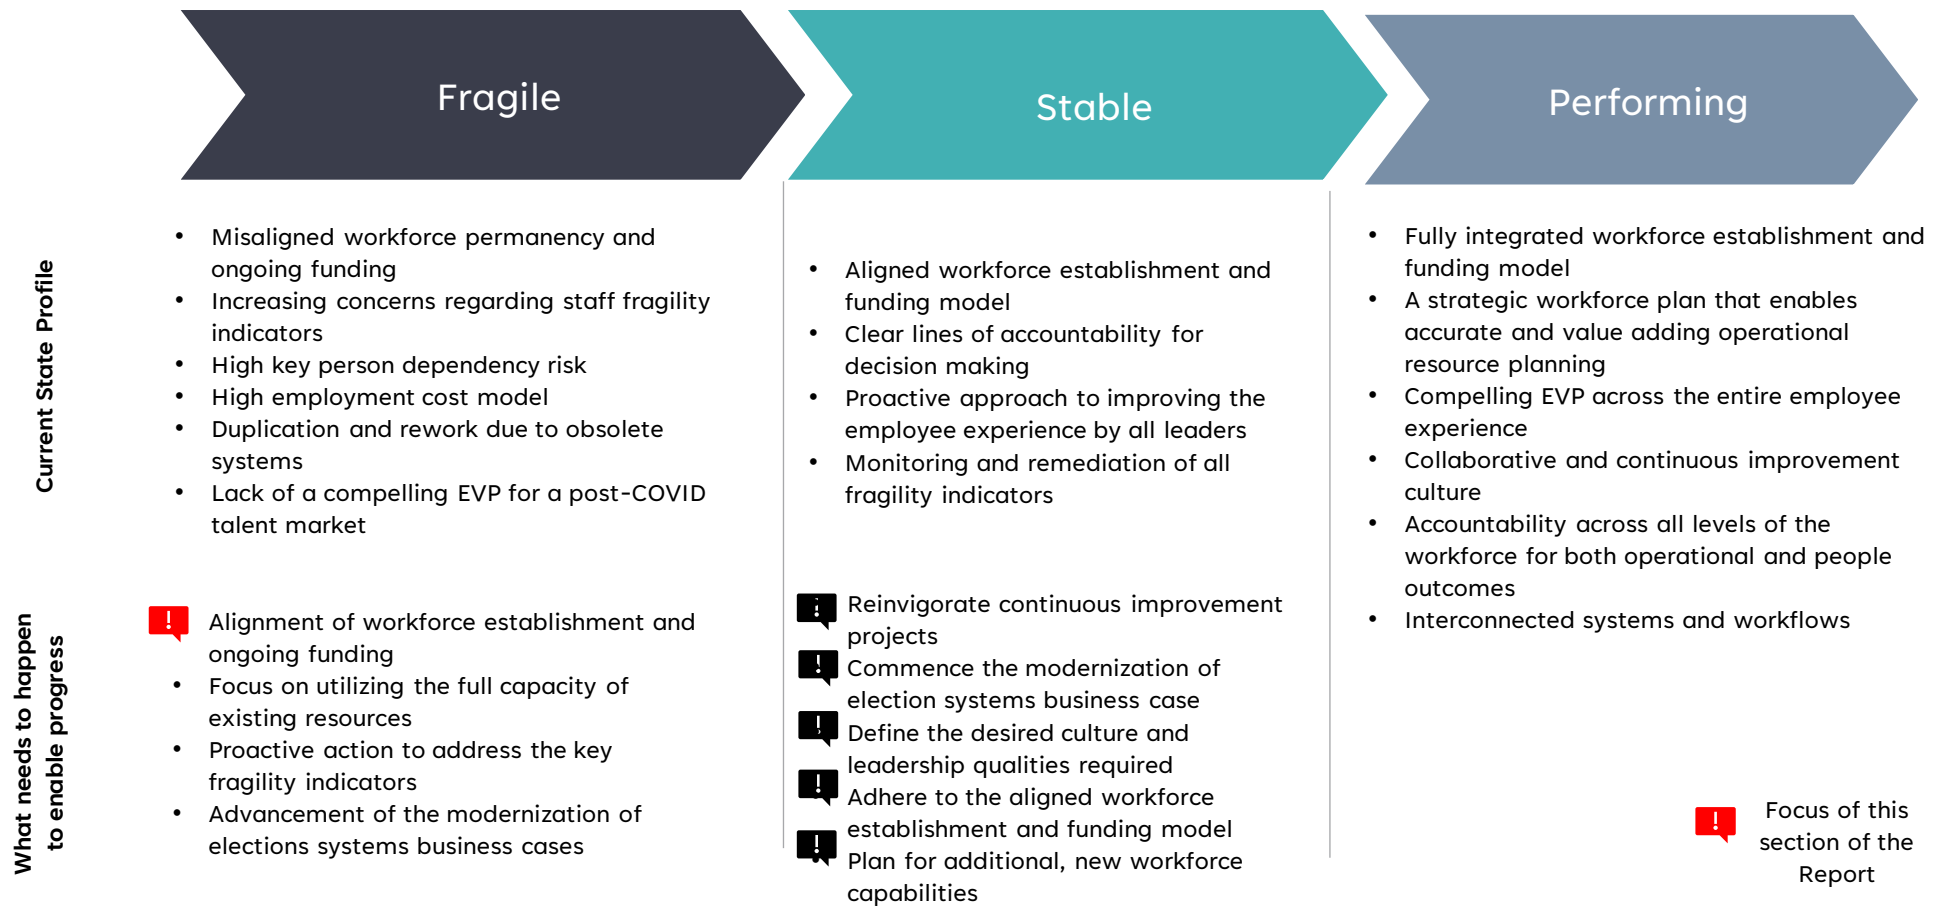 Fragile
Stable
Performing
Current State Profile
• Misaligned workforce permanency and
ongoing funding
• Increasing concerns regarding staff fragility
indicators
• High key person dependency risk
• High employment cost model
• Duplication and rework due to obsolete
systems
• Lack of a compelling EVP for a post-COVID
talent market
• Aligned workforce establishment and
funding model
• Clear lines of accountability for
decision making
• Proactive approach to improving the
employee experience by all leaders
• Monitoring and remediation of all
fragility indicators
• Fully integrated workforce establishment and
funding model
• A strategic workforce plan that enables
accurate and value adding operational
resource planning
• Compelling EVP across the entire employee
experience
• Collaborative and continuous improvement
culture
• Accountability across all levels of the
workforce for both operational and people
outcomes
• Interconnected systems and workflows
What needs to happen
to enable progress
! Alignment of workforce establishment and
ongoing funding
• Focus on utilizing the full capacity of
existing resources
• Proactive action to address the key
fragility indicators
• Advancement of the modernization of
elections systems business cases
! Reinvigorate continuous improvement
projects
! Commence the modernization of
election systems business case
! Define the desired culture and
leadership qualities required
! Adhere to the aligned workforce
establishment and funding model
! Plan for additional, new workforce
capabilities
! Focus of this
section of the
Report